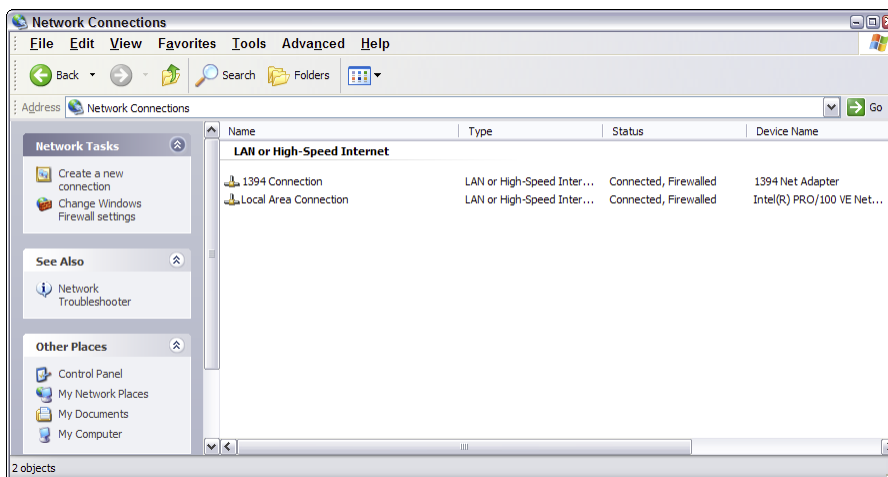 Network Connections
File Edit View Favorites Tools Advanced Help
Back Search Folders
Address Network Connections Go
Network Tasks
Create a new
connection
Change Windows
Firewall settings
See Also
Network
Troubleshooter
Other Places
Control Panel
My Network Places
My Documents
My Computer
Name Type Status Device Name
LAN or High-Speed Internet
1394 Connection LAN or High-Speed Inter... Connected, Firewalled 1394 Net Adapter
Local Area Connection LAN or High-Speed Inter... Connected, Firewalled Intel(R) PRO/100 VE Net...
2 objects